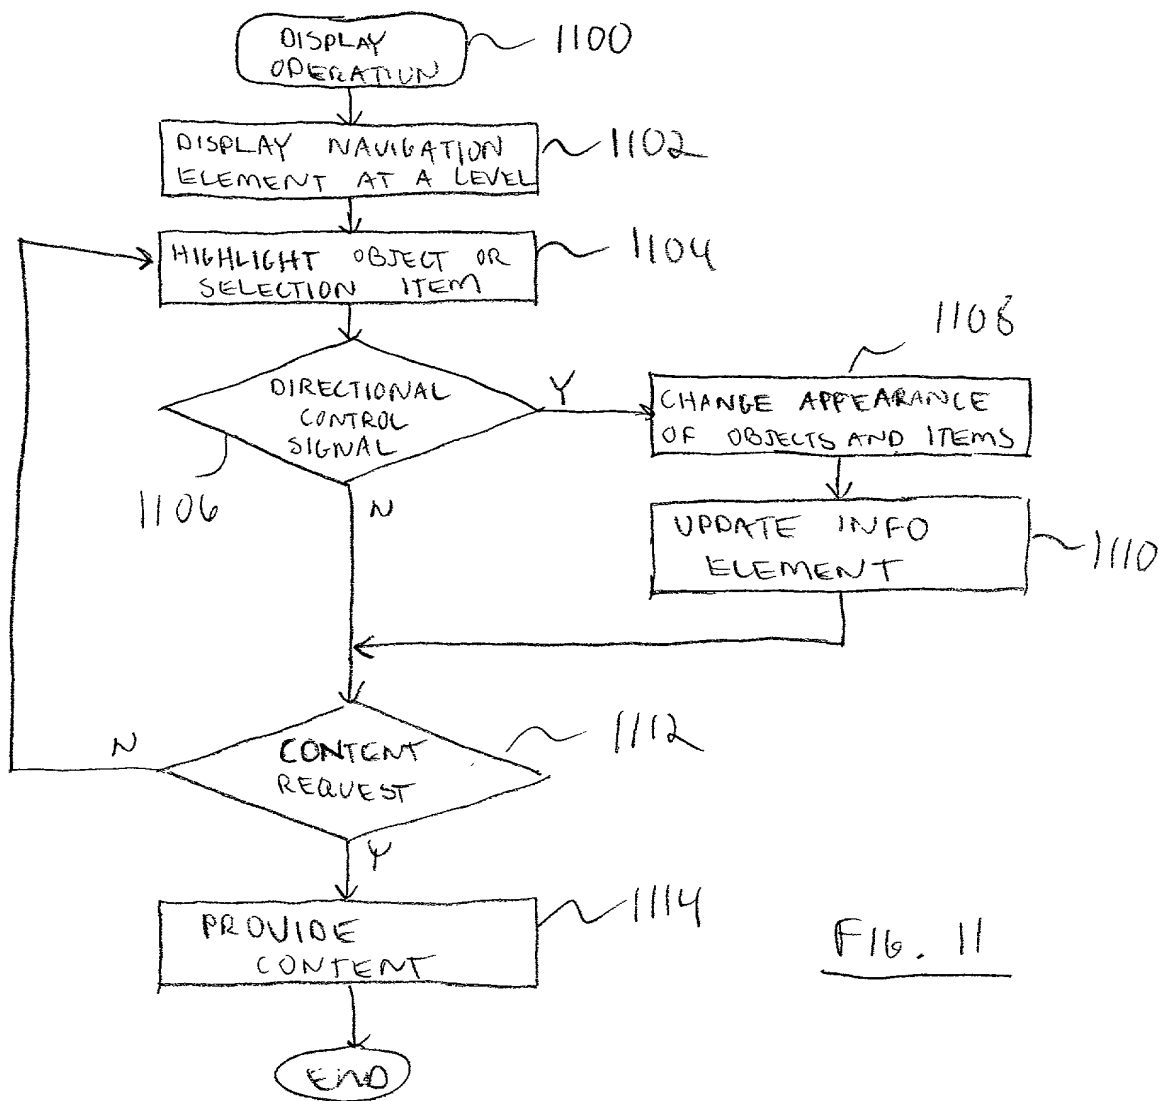 DISPLAY
OPERATION
1100
DISPLAY NAVIGATION
ELEMENT AT A LEVEL
1102
HIGHLIGHT OBJECT OR
SELECTION ITEM
1104
DIRECTIONAL
CONTROL
SIGNAL
1106
Y
N
1108
CHANGE APPEARANCE
OF OBJECTS AND ITEMS
UPDATE INFO
ELEMENT
1110
CONTENT
REQUEST
1112
N
Y
PROVIDE
CONTENT
1114
END
FIG. 11